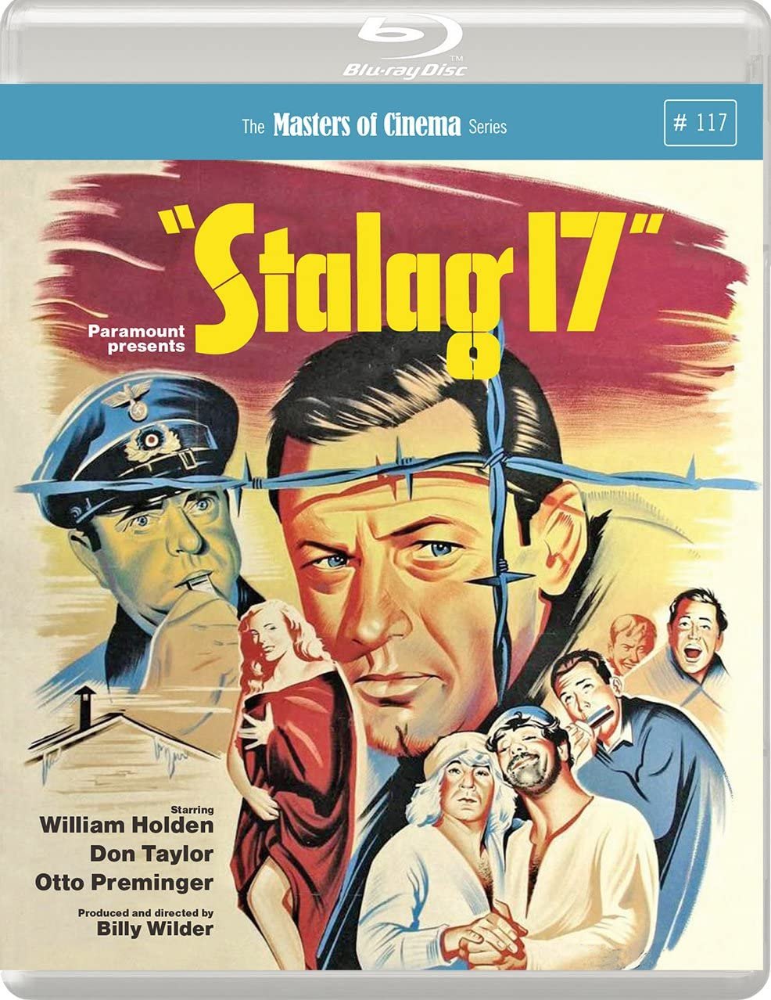 Blu-ray Disc™
The Masters of Cinema Series
# 117
"Stalag 17"
Paramount
presents
Starring
William Holden
Don Taylor
Otto Preminger
Produced and directed by
Billy Wilder